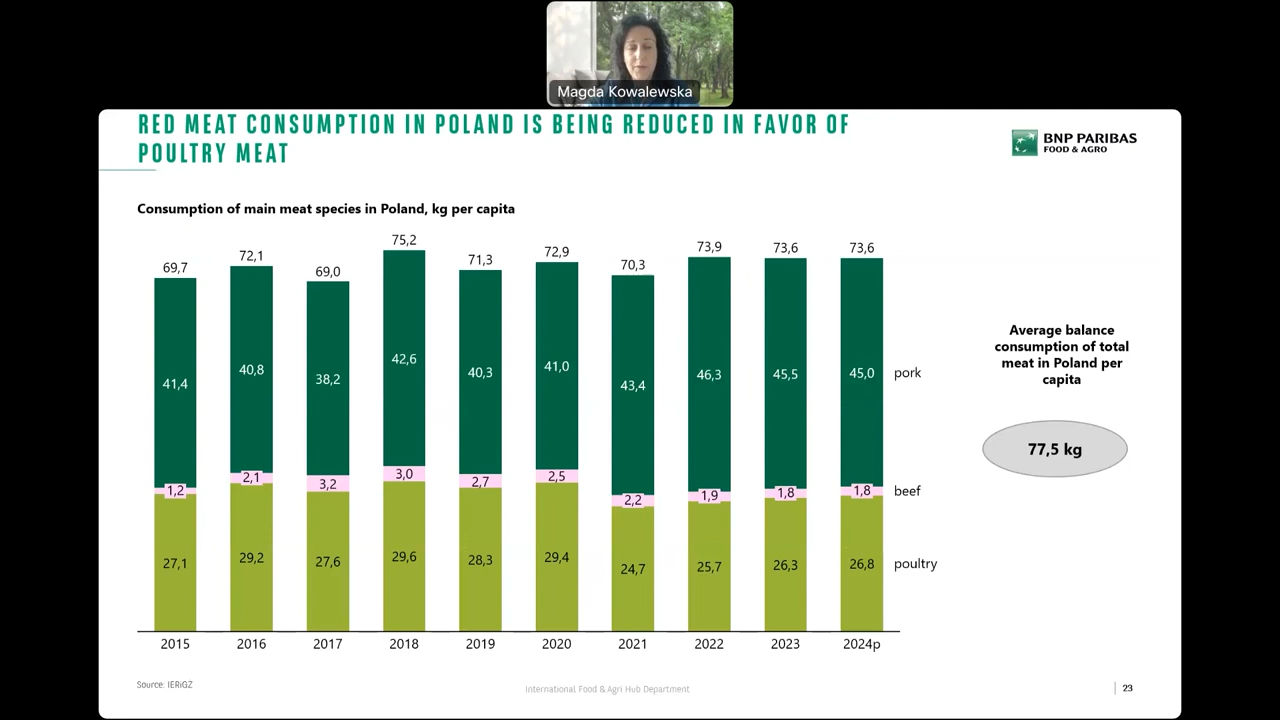 Magda Kowalewska
RED MEAT CONSUMPTION IN POLAND IS BEING REDUCED IN FAVOR OF
POULTRY MEAT
BNP PARIBAS
FOOD & AGRO
Consumption of main meat species in Poland, kg per capita
69,7 72,1 69,0 75,2 71,3 72,9 70,3 73,9 73,6 73,6
41,4 40,8 38,2 42,6 40,3 41,0 43,4 46,3 45,5 45,0 pork
1,2 2,1 3,2 3,0 2,7 2,5 2,2 1,9 1,8 1,8 beef
27,1 29,2 27,6 29,6 28,3 29,4 24,7 25,7 26,3 26,8 poultry
2015 2016 2017 2018 2019 2020 2021 2022 2023 2024p
Average balance
consumption of total
meat in Poland per
capita
77,5 kg
Source: IERiGZ
International Food & Agri Hub Department
23